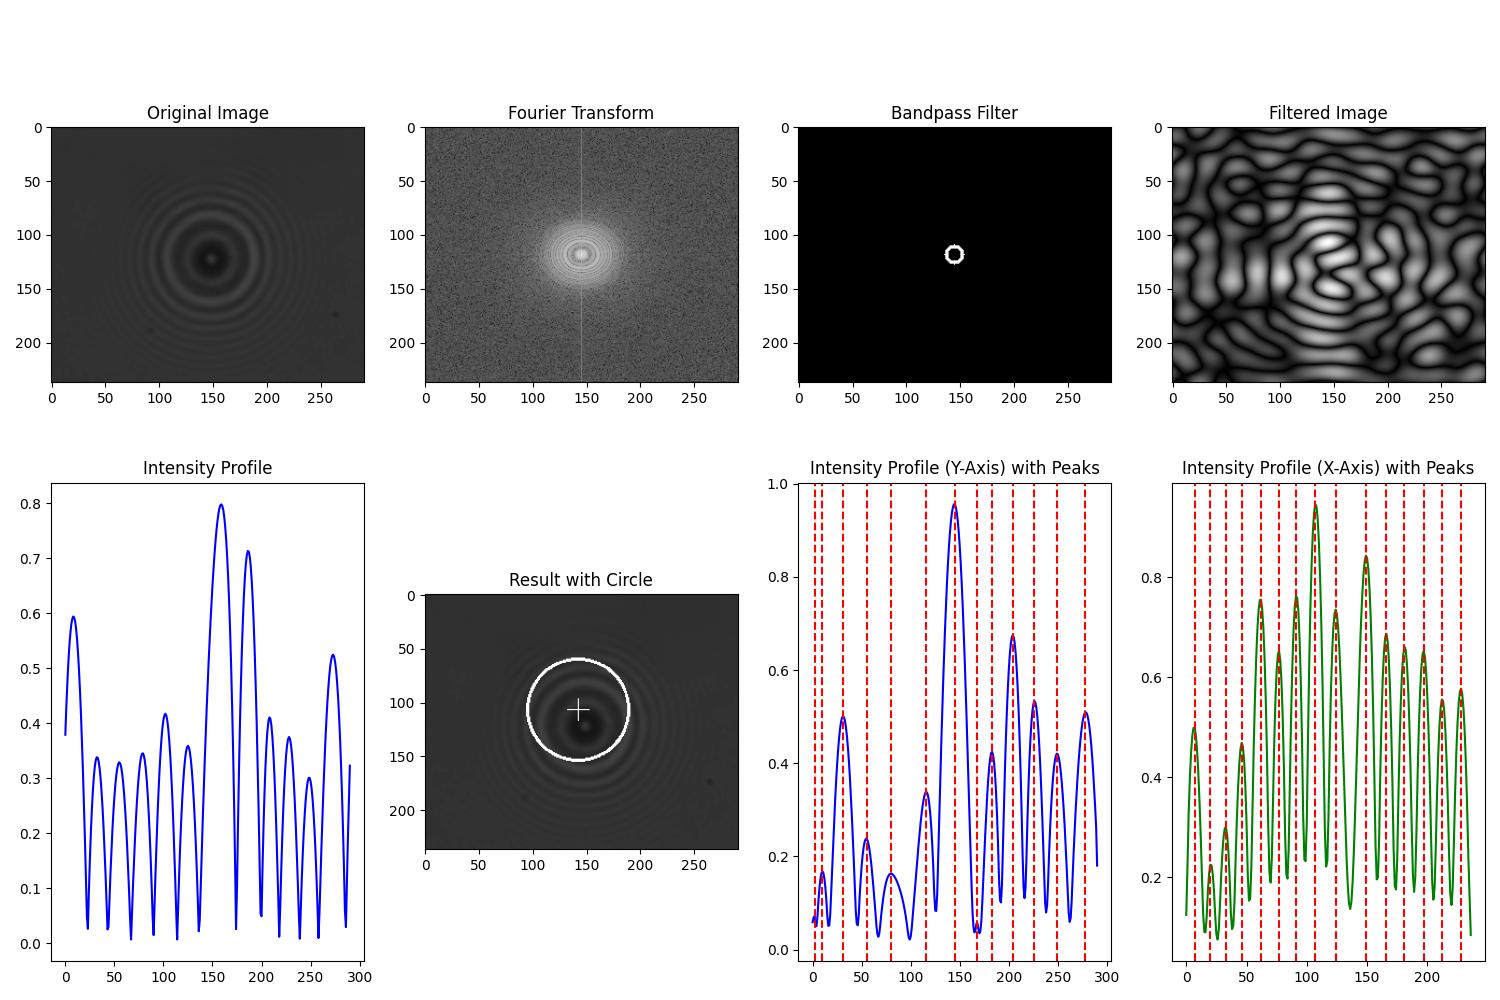 Original Image
Fourier Transform
Bandpass Filter
Filtered Image
0
50
100
150
200
0 50 100 150 200 250
0
50
100
150
200
0 50 100 150 200 250
0
50
100
150
200
0 50 100 150 200 250
0
50
100
150
200
0 50 100 150 200 250
Intensity Profile
0.8
0.7
0.6
0.5
0.4
0.3
0.2
0.1
0.0
0 50 100 150 200 250 300
Result with Circle
0
50
100
150
200
0 50 100 150 200 250
Intensity Profile (Y-Axis) with Peaks
1.0
0.8
0.6
0.4
0.2
0.0
0 50 100 150 200 250 300
Intensity Profile (X-Axis) with Peaks
0.8
0.6
0.4
0.2
0 50 100 150 200